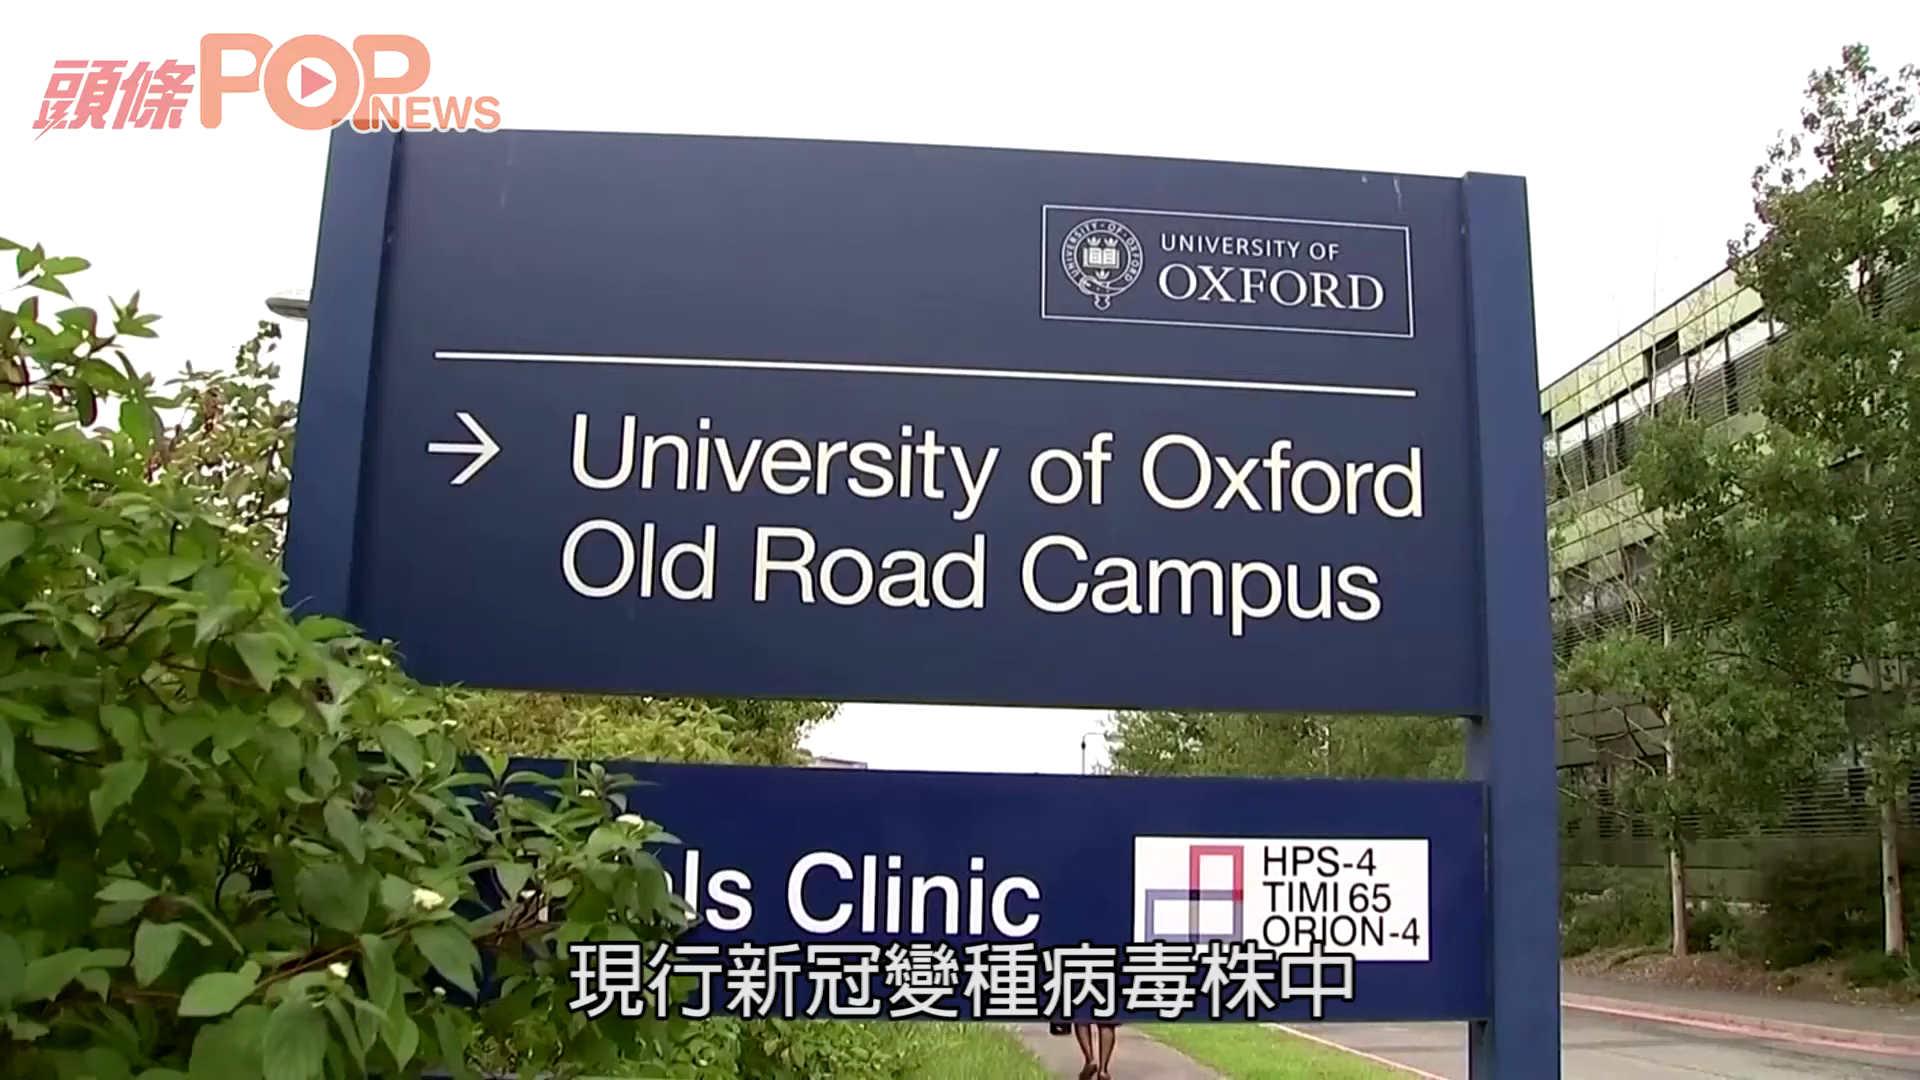 頭條POP NEWS
UNIVERSITY OF
OXFORD
→ University of Oxford
Old Road Campus
ls Clinic
HPS-4
TIMI 65
ORION-4
現行新冠變種病毒株中